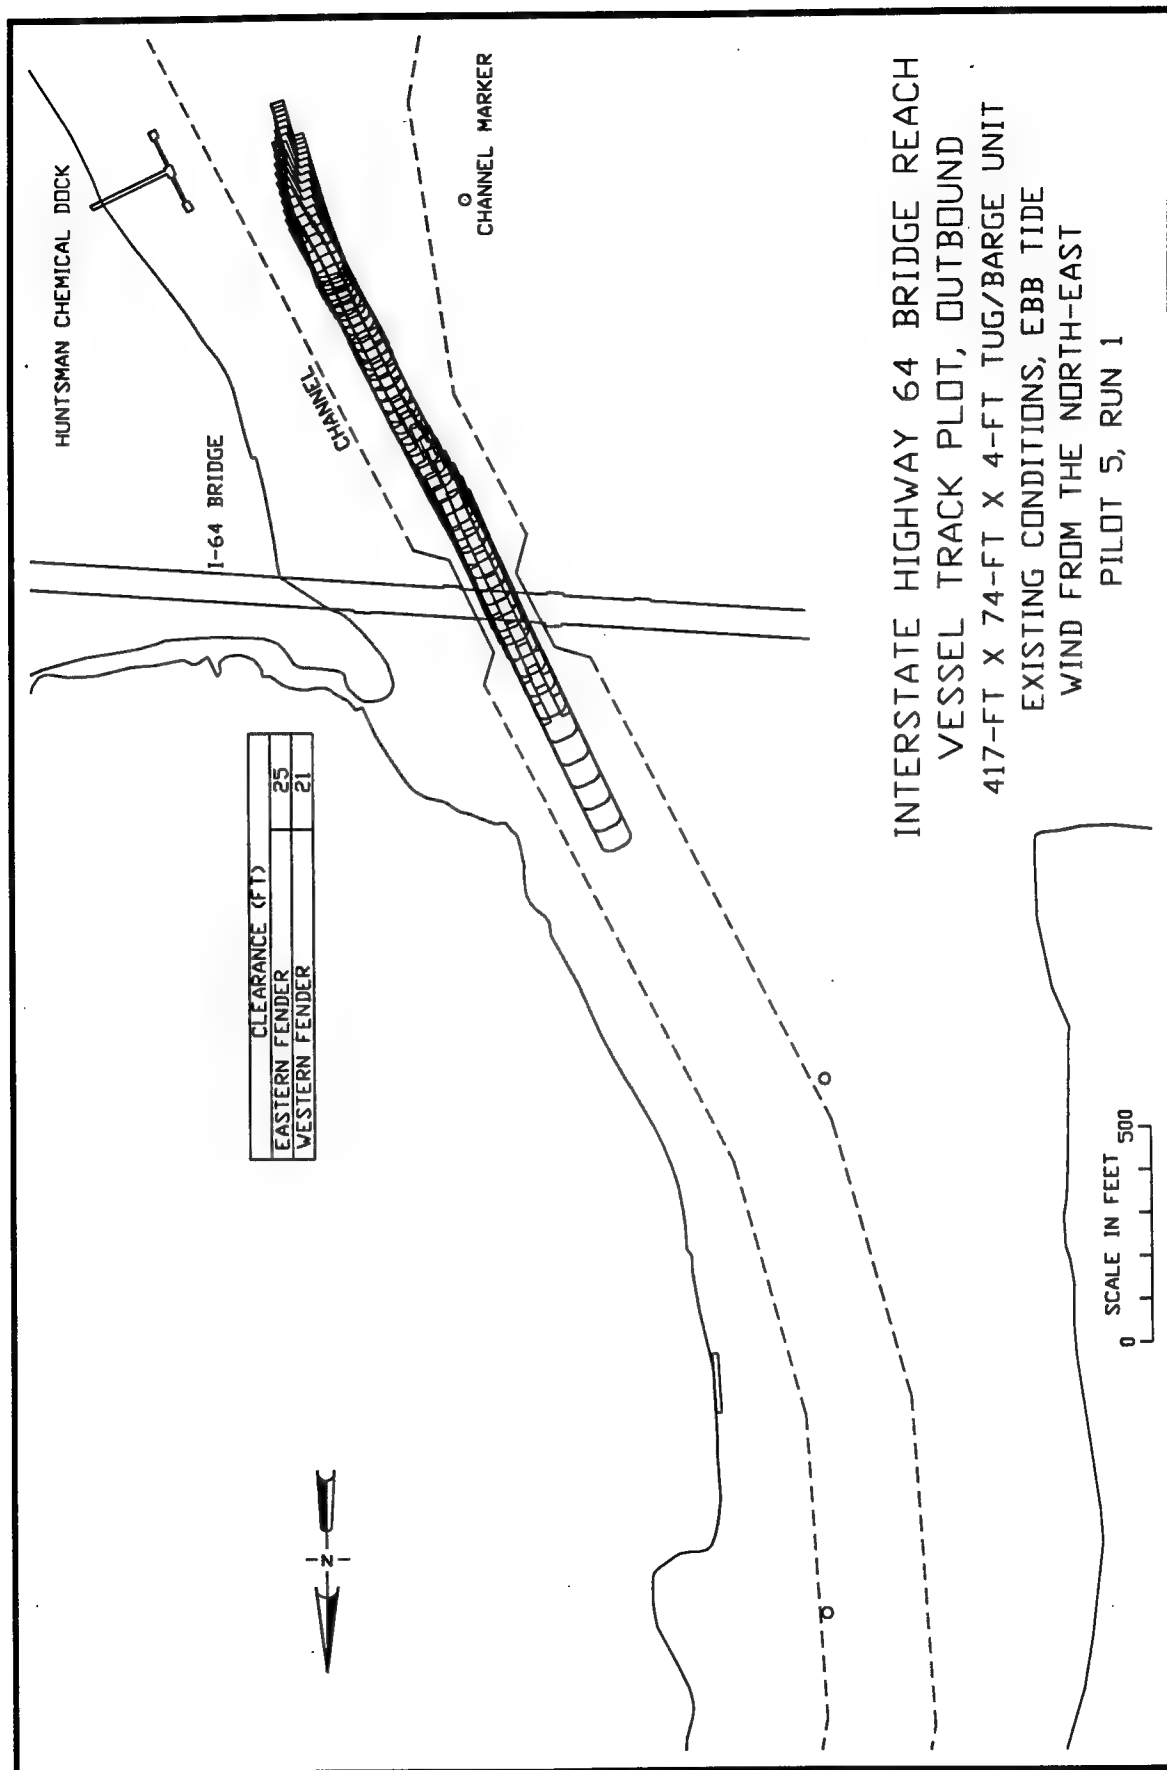 HUNTSMAN CHEMICAL DOCK
I-64 BRIDGE
CHANNEL
CHANNEL MARKER
CLEARANCE (FT)
EASTERN FENDER 25
WESTERN FENDER 21
N
INTERSTATE HIGHWAY 64 BRIDGE REACH
VESSEL TRACK PLOT, OUTBOUND
417-FT X 74-FT X 4-FT TUG/BARGE UNIT
EXISTING CONDITIONS, EBB TIDE
WIND FROM THE NORTH-EAST
PILOT 5, RUN 1
SCALE IN FEET
0 500